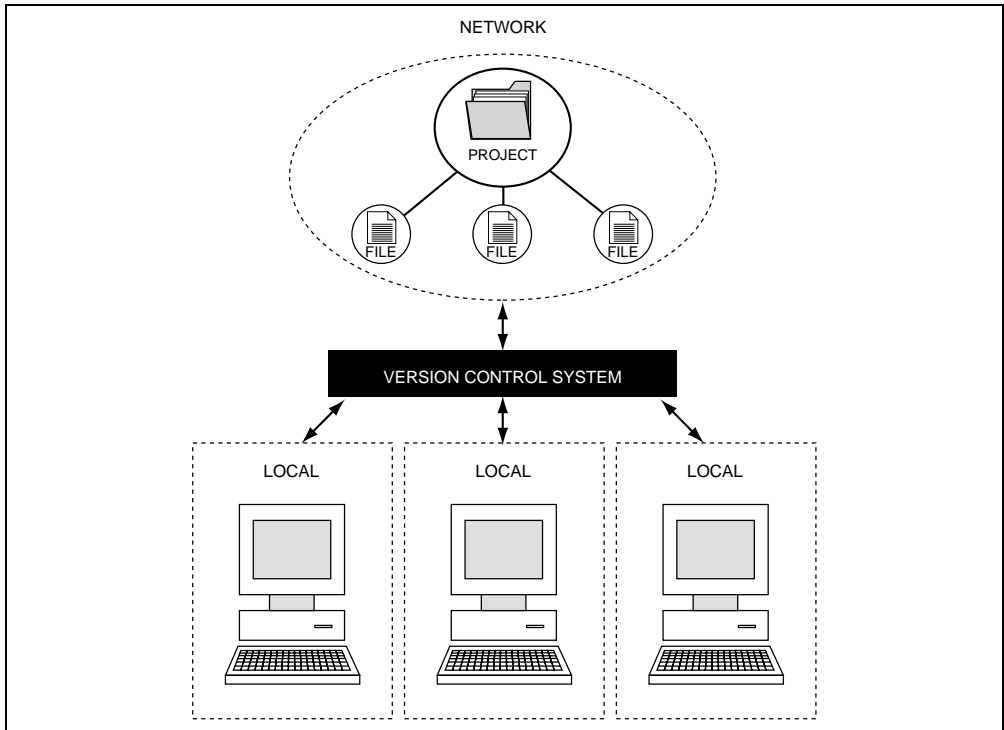 NETWORK
PROJECT
FILE
FILE
FILE
VERSION CONTROL SYSTEM
LOCAL
LOCAL
LOCAL